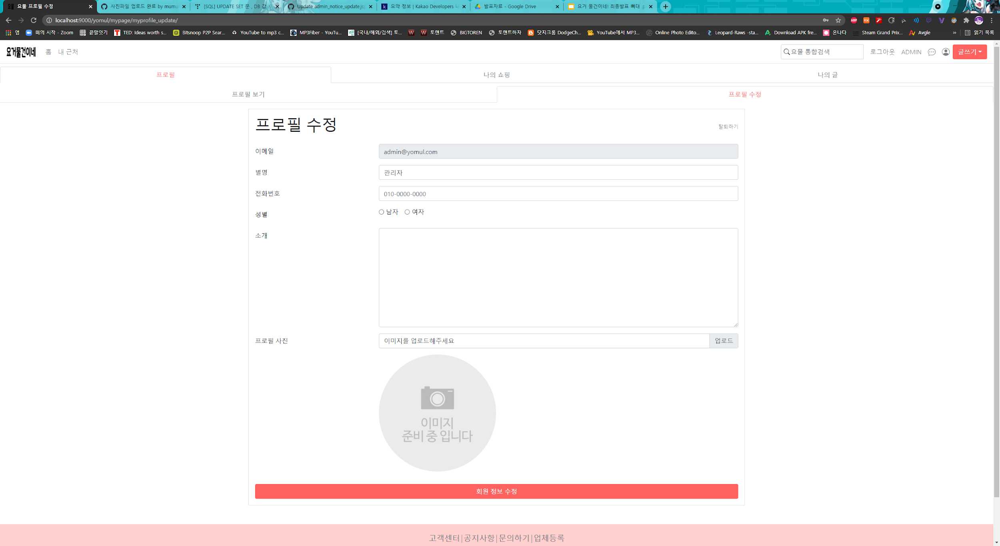 요물 프로필 수정
사진파일 업로드 완료 by mumu
[SQL] UPDATE SET 문 , DB 값
Update admin_notice_update.jsp
요약 정보 | Kakao Developers
발표자료 - Google Drive
요거 물건이네! 최종발표 뼈대 .p
localhost:9000/yomul/mypage/myprofile_update/
앱 회의 시작 - Zoom 끝말잇기 TED: Ideas worth s... Bitsnoop P2P Sear... YouTube to mp3 c... MP3Fiber - YouTu... [국내/해외/검색] 토... 토렌트 BIGTOREN 토렌트하자 닷지크롬 DodgeCh... YouTube에서 MP3... Online Photo Edito... Leopard-Raws -sta... Download APK fre... 온나다 Steam Grand Prix... Avgle » 읽기 목록
요거물건이네 홈 내 근처 요물 통합검색 로그아웃 ADMIN 글쓰기
프로필 나의 쇼핑 나의 글
프로필 보기 프로필 수정
프로필 수정 탈퇴하기
이메일 admin@yomul.com
별명 관리자
전화번호 010-0000-0000
성별 남자 여자
소개
프로필 사진 이미지를 업로드해주세요 업로드
이미지
준비 중 입니다
회원 정보 수정
고객센터|공지사항|문의하기|업체등록